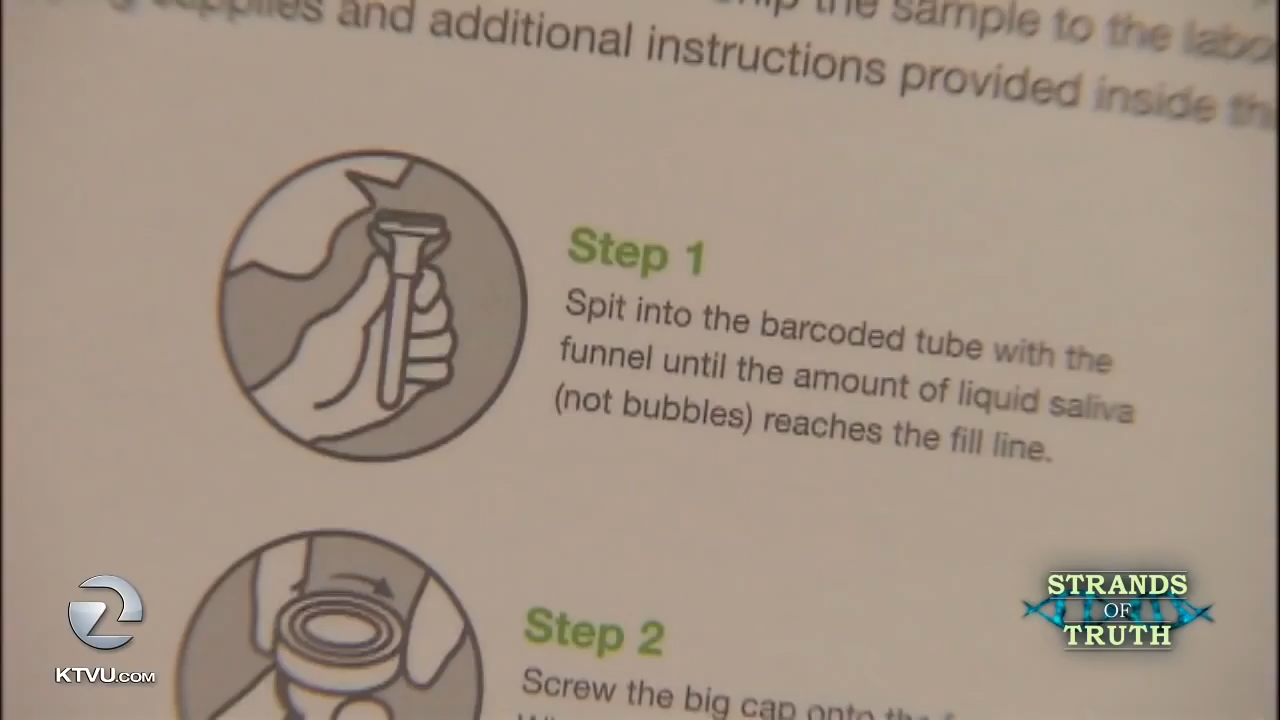 supplies and additional instructions provided inside
the sample to the
Step 1
Spit into the barcoded tube with the
funnel until the amount of liquid saliva
(not bubbles) reaches the fill line.
Step 2
Screw the big cap onto the
KTVU.COM
STRANDS
OF
TRUTH